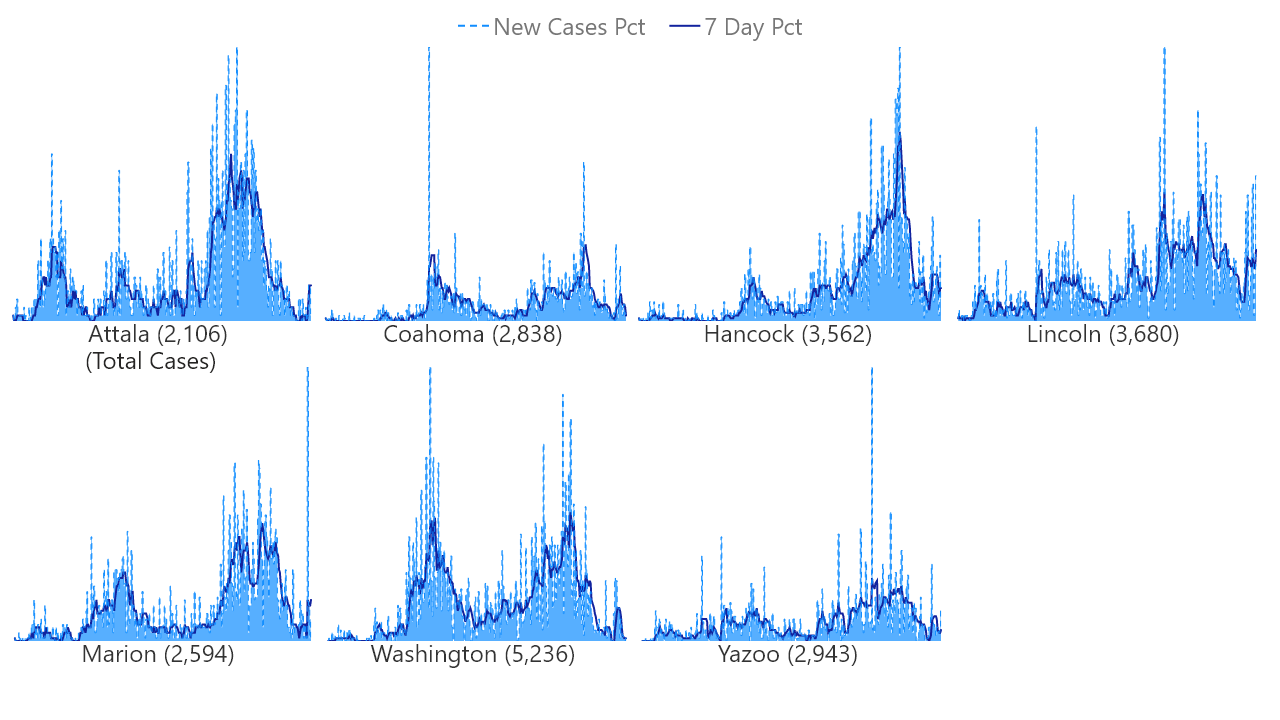 New Cases Pct 7 Day Pct
Attala (2,106) Coahoma (2,838) Hancock (3,562) Lincoln (3,680)
(Total Cases)
Marion (2,594) Washington (5,236) Yazoo (2,943)